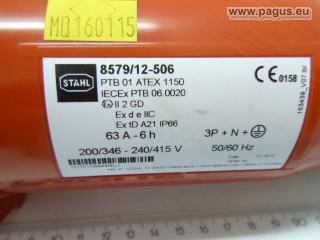 www.pagus.eu
MQ160115
STAHL
8579/12-506
PTB 01 ATEX 1150
IECEx PTB 06.0020
II 2 GD
Ex d e IIC
Ex tD A21 IP66
63 A - 6 h
3P + N +
200/346 - 240/415 V
50/60 Hz
CE 0158